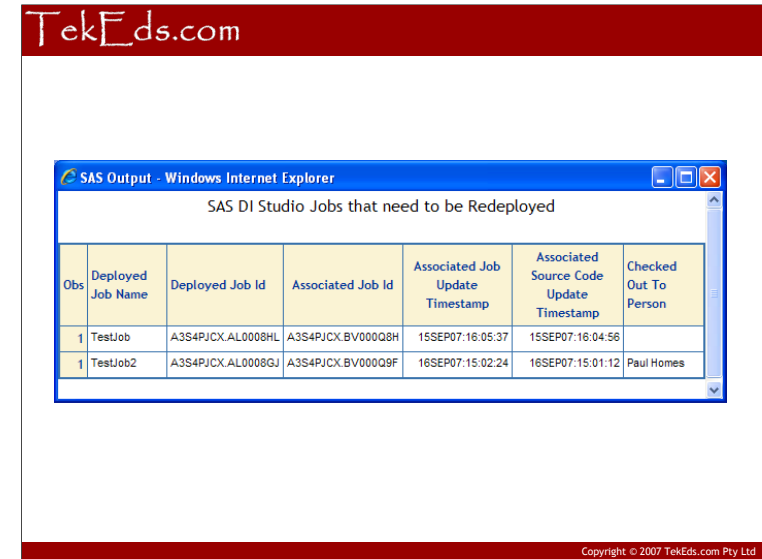 TekEds.com
SAS Output - Windows Internet Explorer
SAS DI Studio Jobs that need to be Redeployed
Obs Deployed Job Name Deployed Job Id Associated Job Id Associated Job Update Timestamp Associated Source Code Update Timestamp Checked Out To Person
1 TestJob A3S4PJCX.AL0008HL A3S4PJCX.BV000Q8H 15SEP07:16:05:37 15SEP07:16:04:56
1 TestJob2 A3S4PJCX.AL0008GJ A3S4PJCX.BV000Q9F 16SEP07:15:02:24 16SEP07:15:01:12 Paul Homes
Copyright © 2007 TekEds.com Pty Ltd